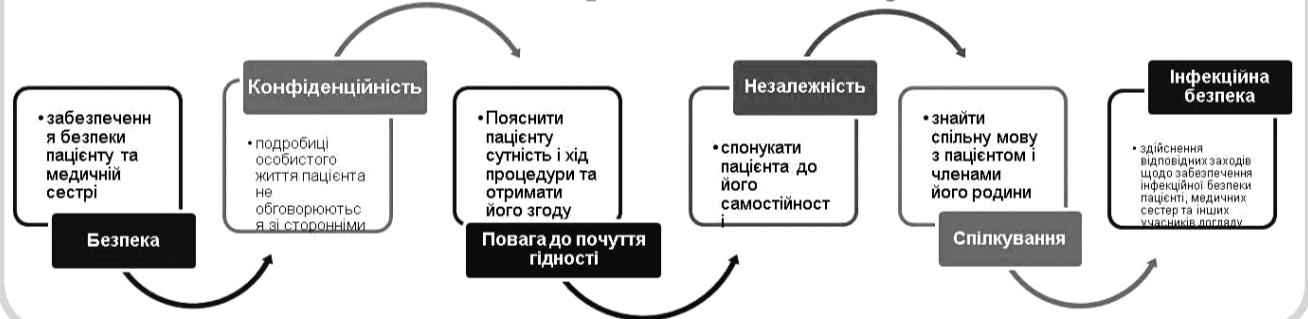 •забезпеченн
я безпеки
пацієнту та
медичній
сестрі
Безпека
Конфіденційність
•подробиці
особистого
життя пацієнта
не
обговорюютьс
я зі сторонніми
•Пояснити
пацієнту
сутність і хід
процедури та
отримати
його згоду
Повага до почуття
гідності
Незалежність
•спонукати
пацієнта до
його
самостійност
і
•знайти
спільну мову
з пацієнтом і
членами
його родини
Спілкування
Інфекційна
безпека
•здійснення
відповідних заходів
щодо забезпечення
інфекційної безпеки
пацієнті, медичних
сестер та інших
учасників догляду